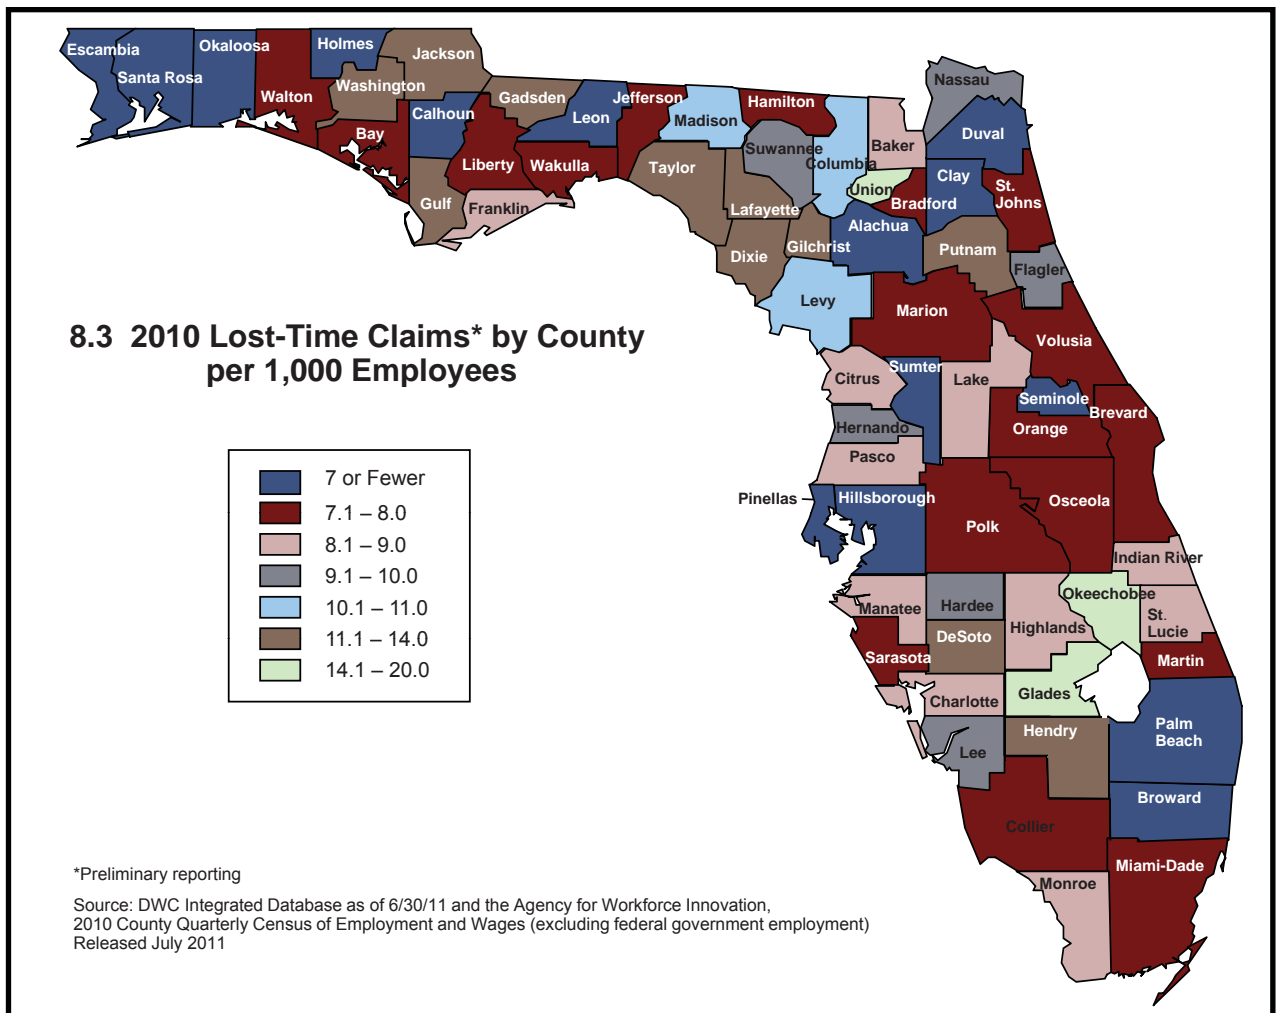 Escambia
Santa Rosa
Okaloosa
Walton
Holmes
Washington
Jackson
Bay
Calhoun
Gulf
Liberty
Gadsden
Franklin
Wakulla
Leon
Jefferson
Madison
Taylor
Hamilton
Suwannee
Lafayette
Dixie
Columbia
Gilchrist
Levy
Baker
Union
Bradford
Alachua
Nassau
Duval
Clay
St.
Johns
Putnam
Flagler
Marion
Volusia
8.3 2010 Lost-Time Claims* by County
per 1,000 Employees
Citrus
Sumter
Lake
Seminole
Brevard
Orange
Hernando
Pasco
Pinellas
Hillsborough
Polk
Osceola
Indian River
Manatee
Hardee
Highlands
Okeechobee
St.
Lucie
Sarasota
DeSoto
Martin
Charlotte
Glades
Lee
Hendry
Palm
Beach
Broward
Collier
Miami-Dade
Monroe
7 or Fewer
7.1 – 8.0
8.1 – 9.0
9.1 – 10.0
10.1 – 11.0
11.1 – 14.0
14.1 – 20.0
*Preliminary reporting
Source: DWC Integrated Database as of 6/30/11 and the Agency for Workforce Innovation,
2010 County Quarterly Census of Employment and Wages (excluding federal government employment)
Released July 2011